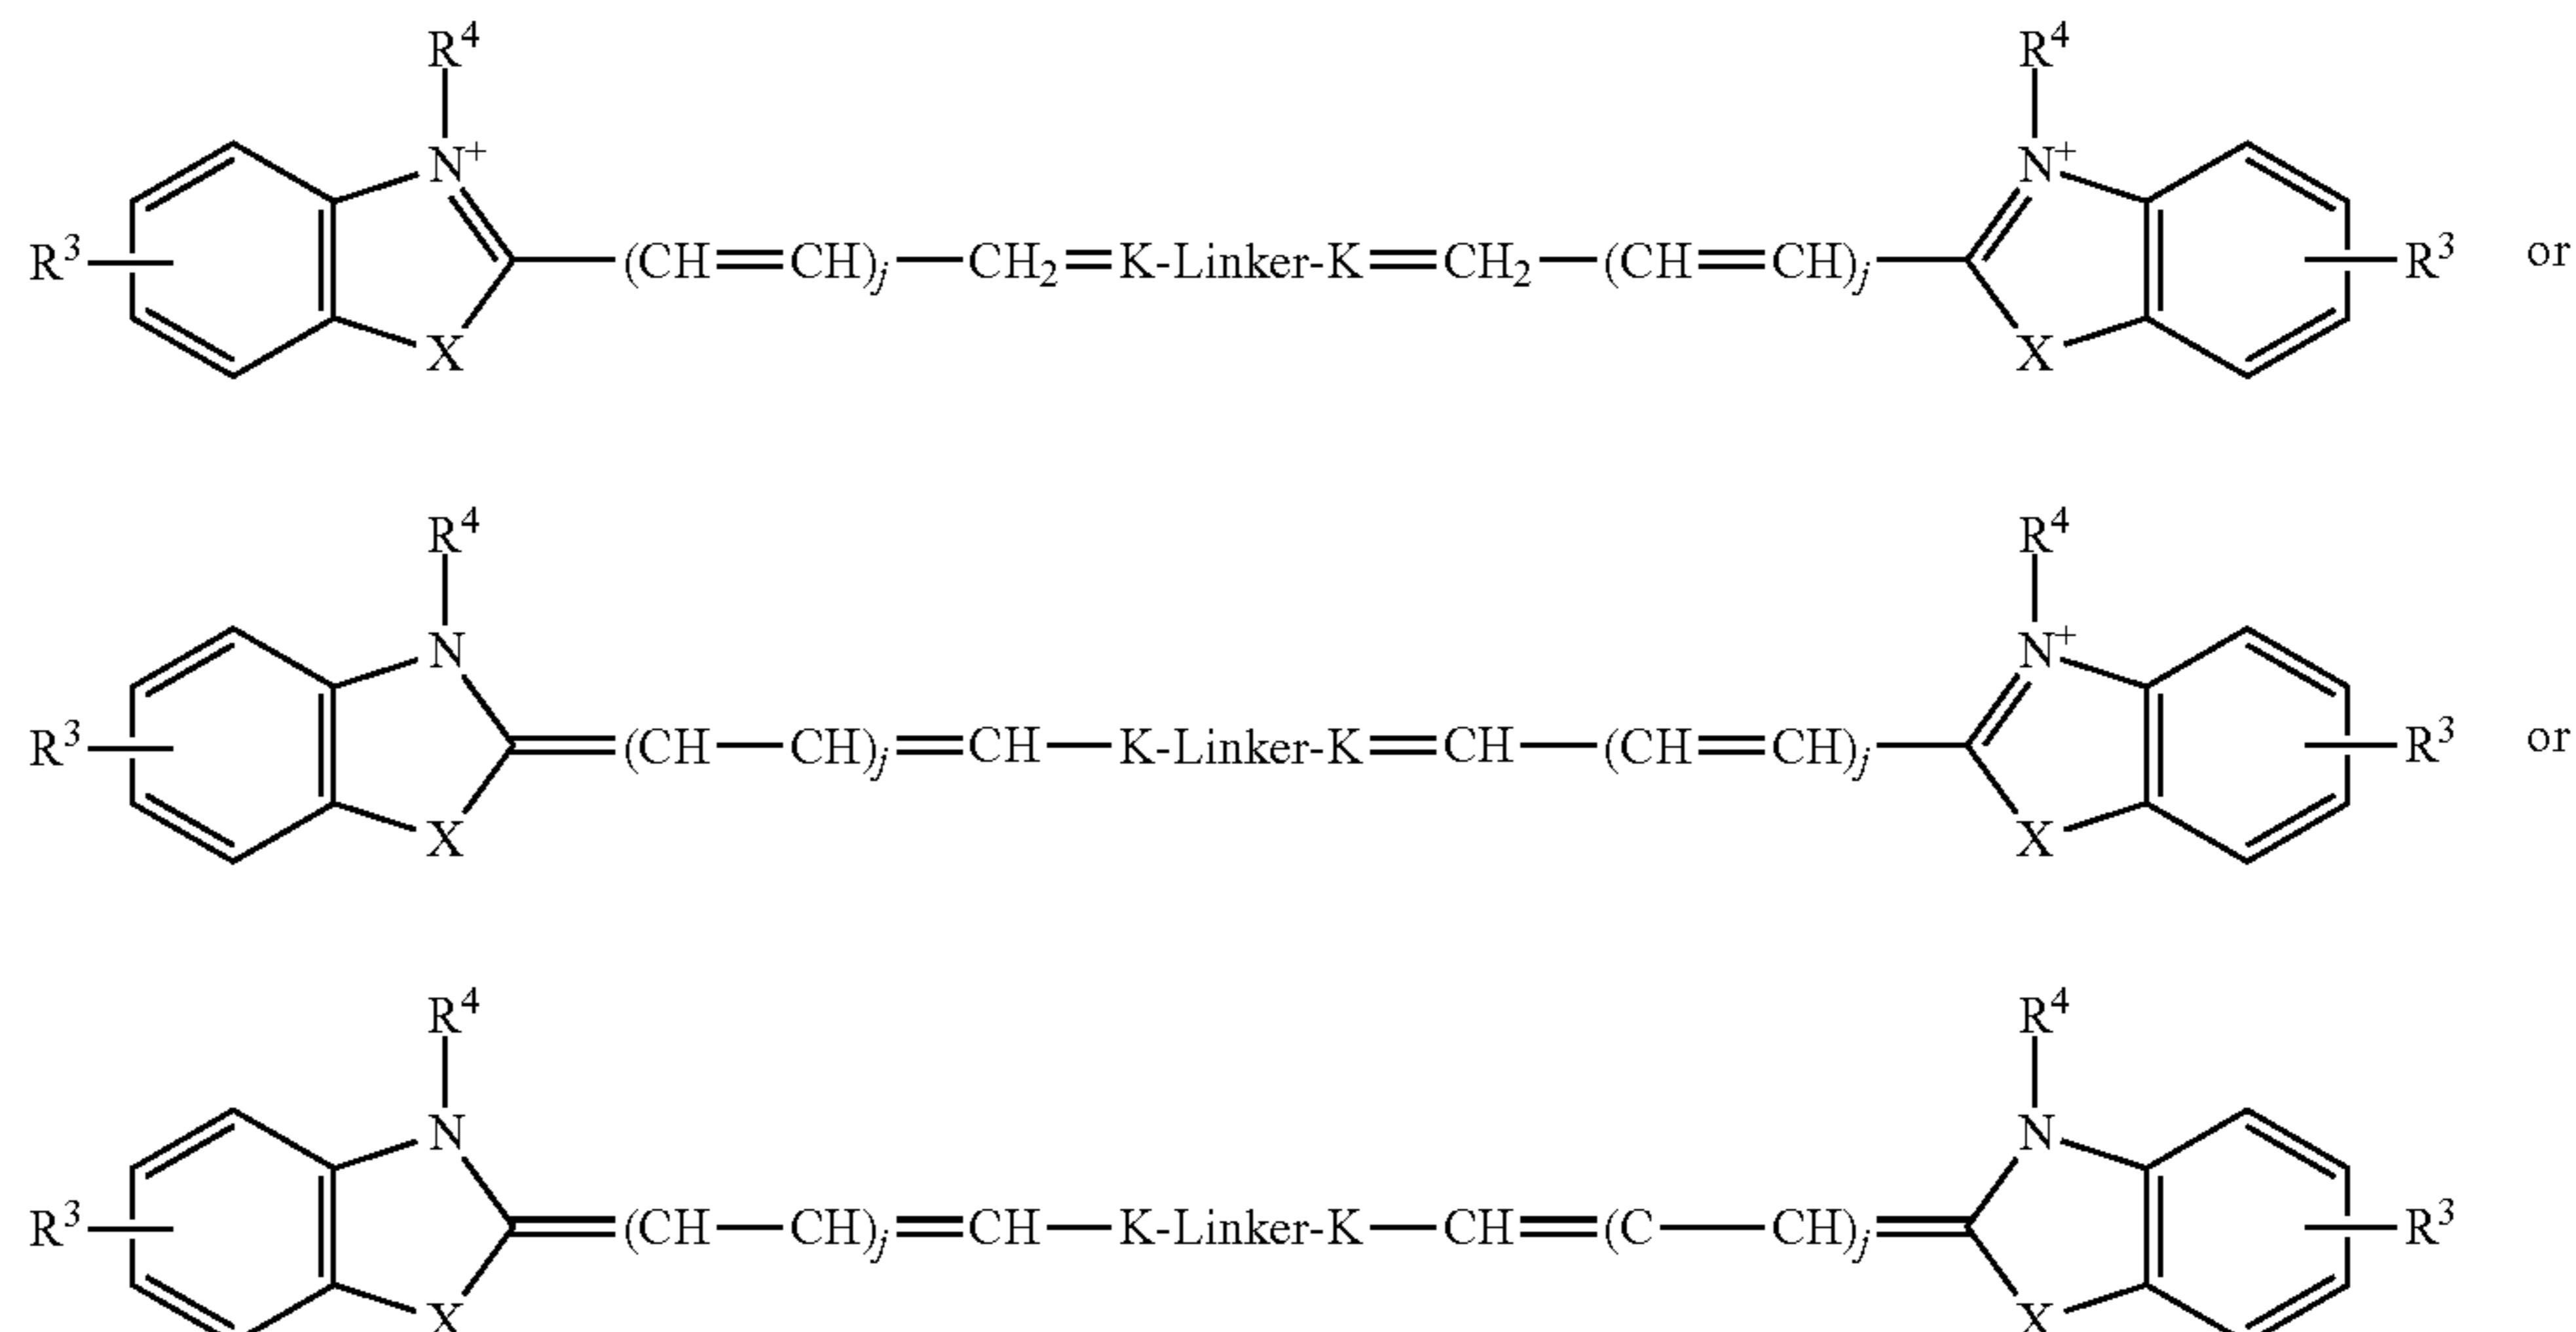 R⁴ R⁴
N⁺ N⁺
R³ (CH=CH)ⱼ—CH₂=K-Linker-K=CH₂—(CH=CH)ⱼ R³ or
X X
R⁴ R⁴
N N⁺
R³ =(CH—CH)ⱼ=CH—K-Linker-K=CH—(CH=CH)ⱼ R³ or
X X
R⁴ R⁴
N N
R³ =(CH—CH)ⱼ=CH—K-Linker-K—CH=(C—CH)ⱼ= R³
X X